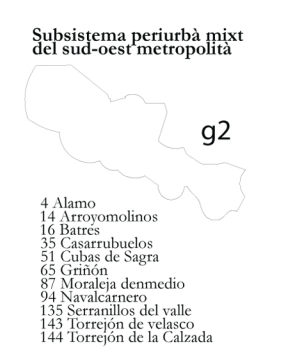 Subsistema periurbà mixt
del sud-oest metropolità
g2
4 Alamo
14 Arroyomolinos
16 Batres
35 Casarrubuelos
51 Cubas de Sagra
65 Griñón
87 Moraleja denmedio
94 Navalcarnero
135 Serranillos del valle
143 Torrejón de velasco
144 Torrejón de la Calzada